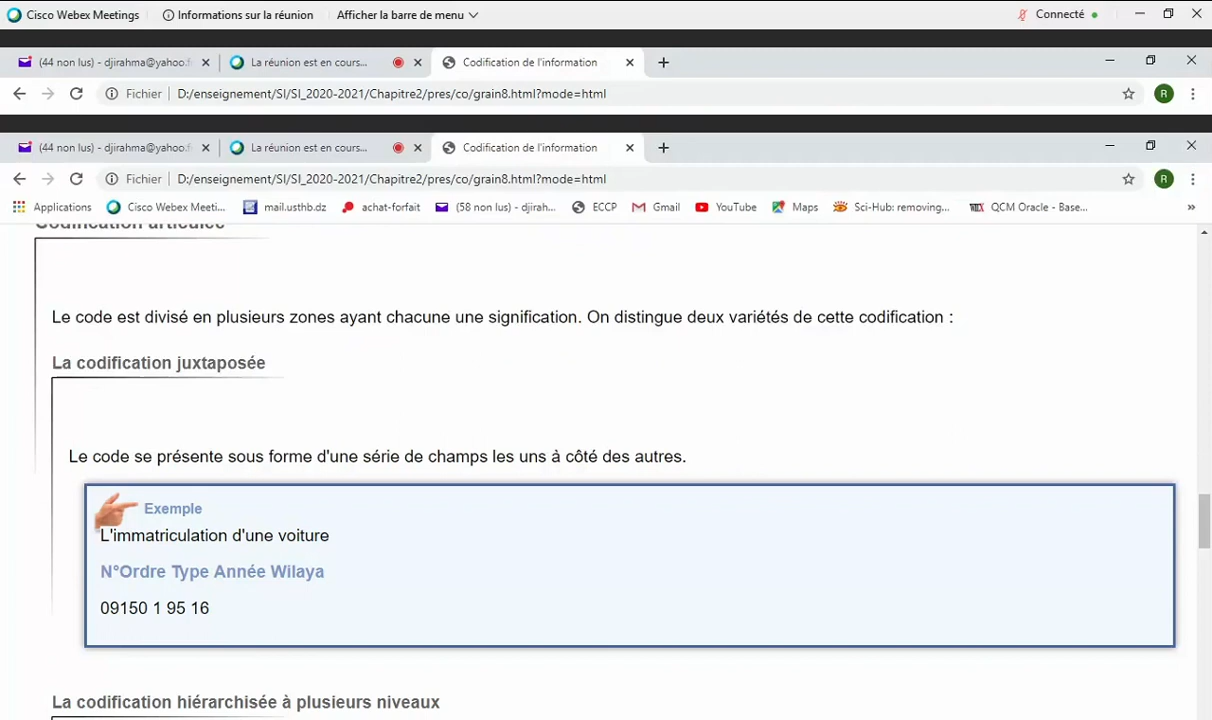 Cisco Webex Meetings Informations sur la réunion Afficher la barre de menu Connecté
(44 non lus) - djirahma@yahoo.f La réunion est en cours... Codification de l'information
Fichier D:/enseignement/SI/SI_2020-2021/Chapitre2/pres/co/grain8.html?mode=html R
(44 non lus) - djirahma@yahoo.f La réunion est en cours... Codification de l'information
Fichier D:/enseignement/SI/SI_2020-2021/Chapitre2/pres/co/grain8.html?mode=html R
Applications Cisco Webex Meeti... mail.usthb.dz achat-forfait (58 non lus) - djirah... ECCP Gmail YouTube Maps Sci-Hub: removing... QCM Oracle - Base... »
Codification articulée
Le code est divisé en plusieurs zones ayant chacune une signification. On distingue deux variétés de cette codification :
La codification juxtaposée
Le code se présente sous forme d'une série de champs les uns à côté des autres.
Exemple
L'immatriculation d'une voiture
N°Ordre Type Année Wilaya
09150 1 95 16
La codification hiérarchisée à plusieurs niveaux